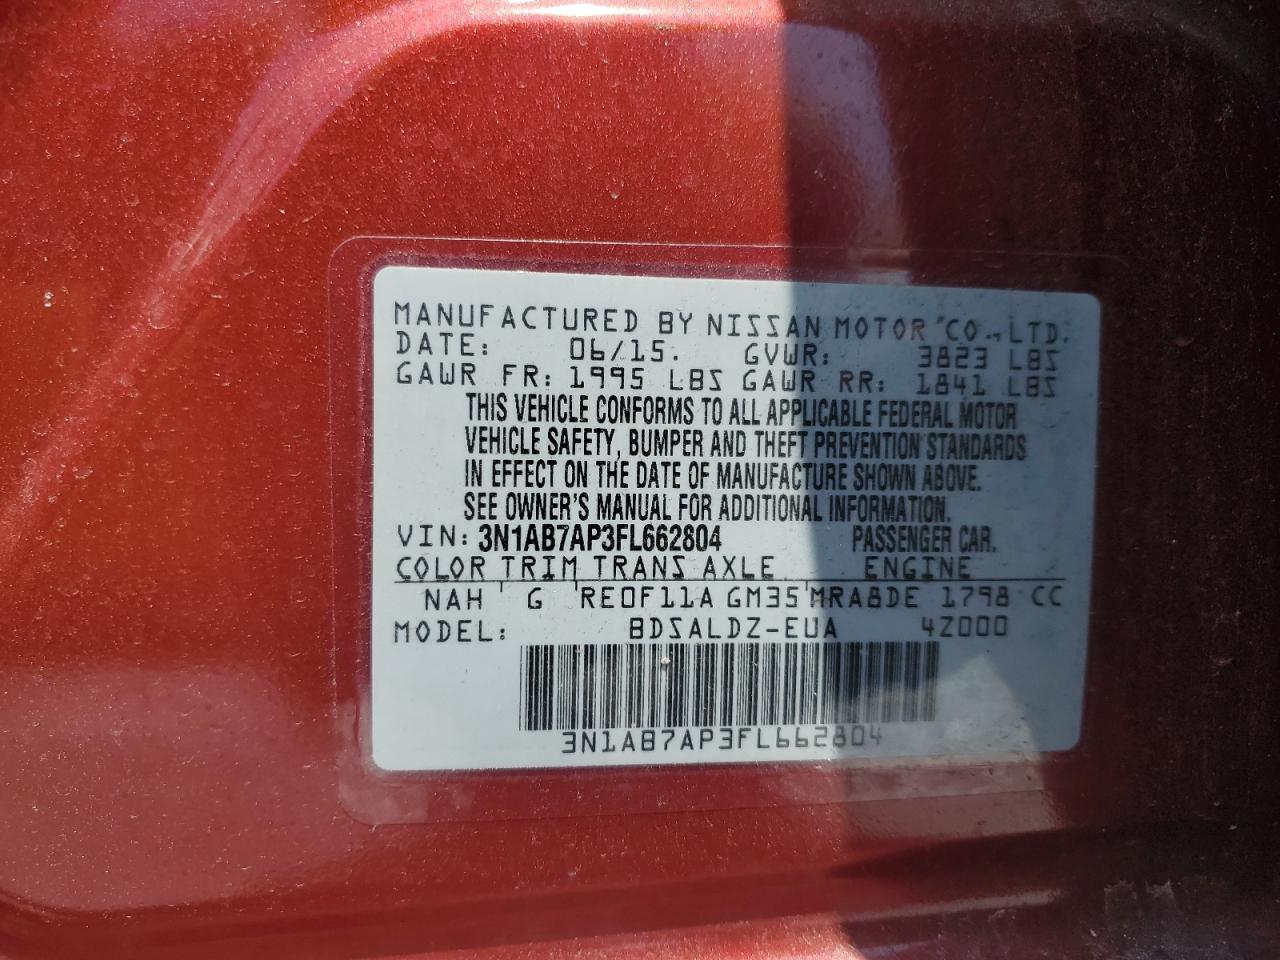 MANUFACTURED BY NISSAN MOTOR CO., LTD.
DATE: 06/15. GVWR: 3823 LBS
GAWR FR: 1995 LBS GAWR RR: 1841 LBS
THIS VEHICLE CONFORMS TO ALL APPLICABLE FEDERAL MOTOR
VEHICLE SAFETY, BUMPER AND THEFT PREVENTION STANDARDS
IN EFFECT ON THE DATE OF MANUFACTURE SHOWN ABOVE.
SEE OWNER'S MANUAL FOR ADDITIONAL INFORMATION.
VIN: 3N1AB7AP3FL662804 PASSENGER CAR.
COLOR TRIM TRANS AXLE ENGINE
NAH G RE0F11A GM35 MRA8DE 1798 CC
MODEL: BDSALDZ-EUA 4Z000
3N1AB7AP3FL662804